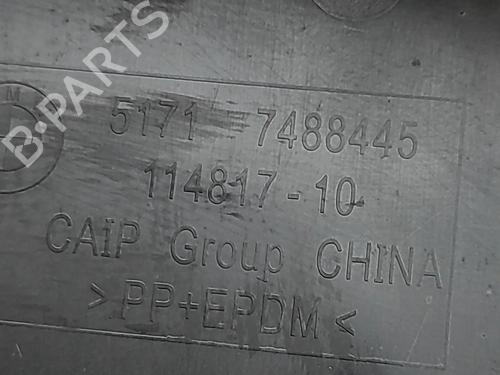 M
B-PARTS
5171 7488445
114817-10
CAIP Group CHINA
>PP+EPDM<